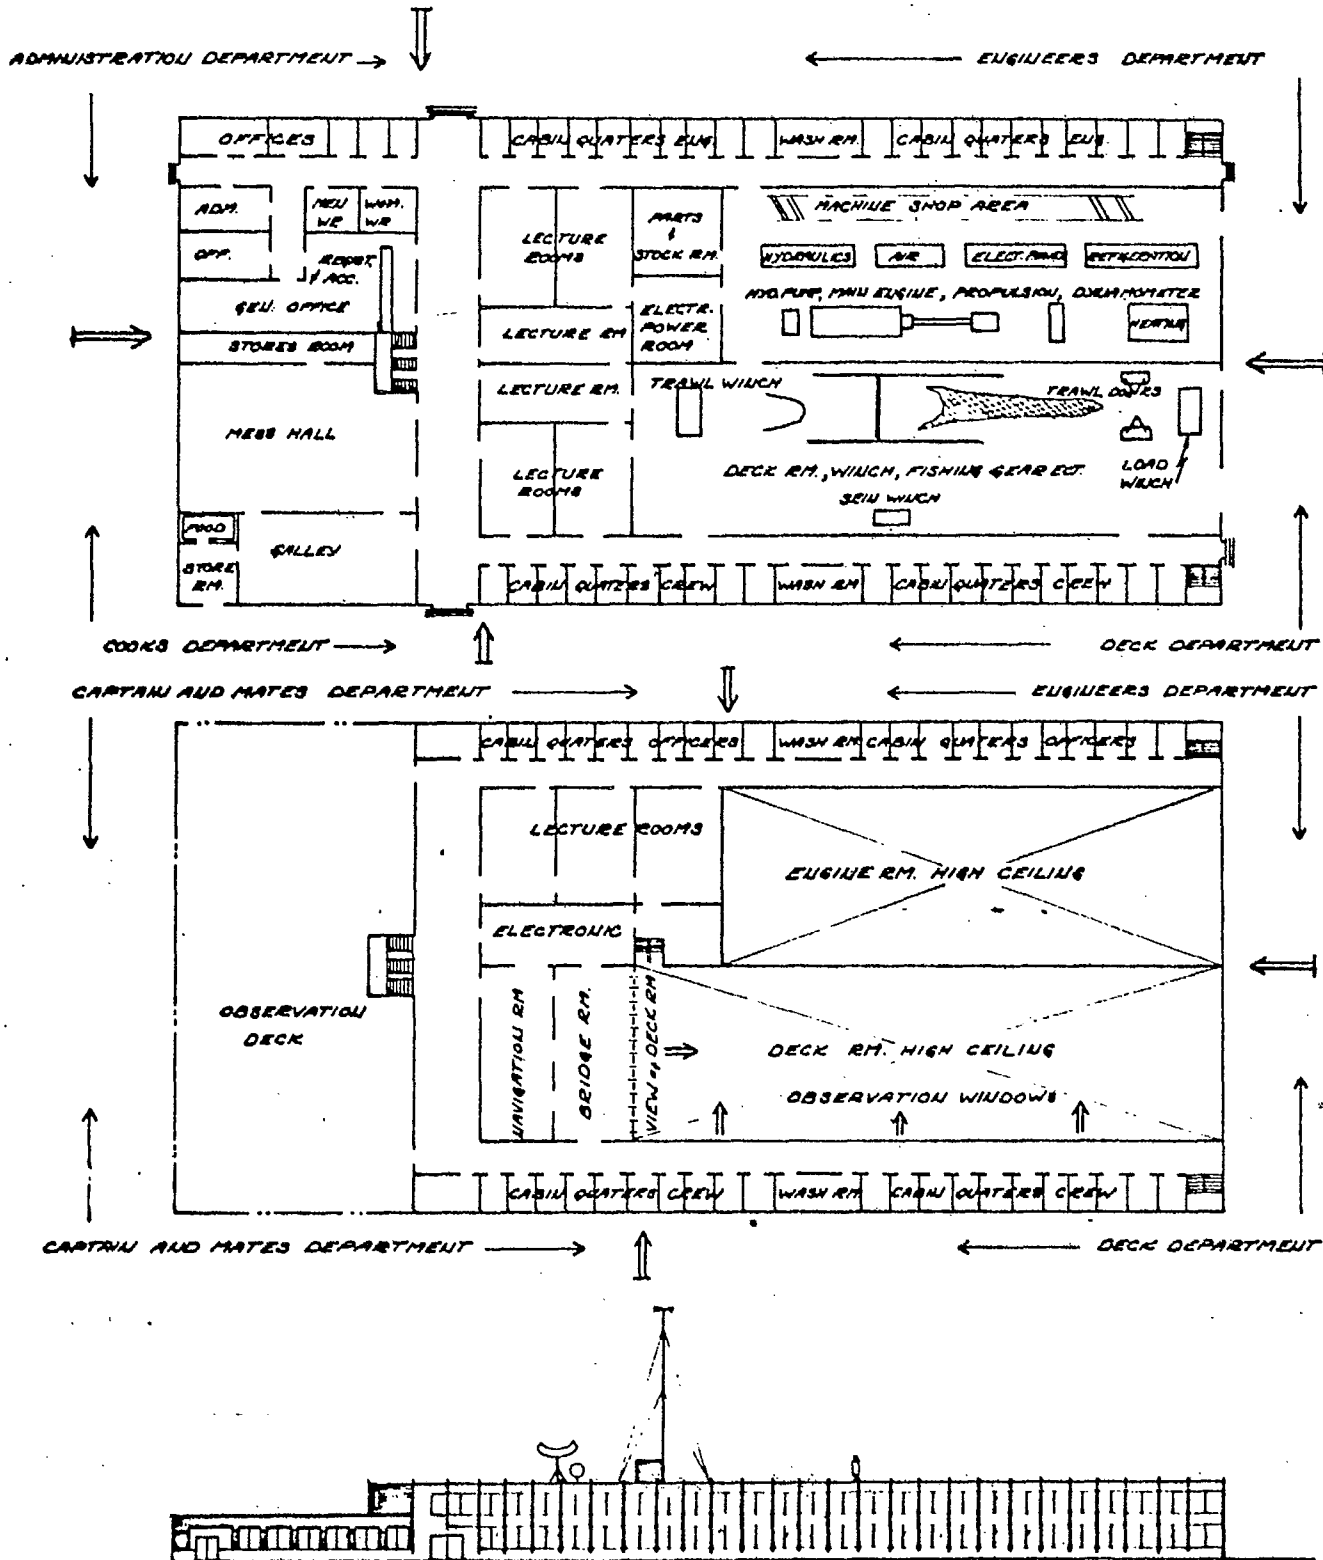 ADMINISTRATION DEPARTMENT
ENGINEERS DEPARTMENT
OFFICES
CABIN QUATERS ENG.
WASH RM.
CABIN QUATERS ENG.
ADM.
MEN
WR
WOM.
WR
OFF.
GEN. OFFICE
STORES ROOM
MESS HALL
FOOD
STORE
RM.
GALLEY
LECTURE
ROOMS
LECTURE RM
LECTURE RM.
LECTURE
ROOMS
PARTS
STOCK RM.
ELECTR.
POWER
ROOM
MACHINE SHOP AREA
HYDRAULICS
AIR
ELECT.
HYD. PUMP, MAIN ENGINE, PROPULSION, DYNAMOMETER
HEATING
TRAWL WINCH
TRAWL DOORS
DECK RM., WINCH, FISHING GEAR ECT.
LOAD
WINCH
SEIN WINCH
CABIN QUATERS CREW
WASH RM
CABIN QUATERS CREW
COOKS DEPARTMENT
DECK DEPARTMENT
CAPTAIN AND MATES DEPARTMENT
ENGINEERS DEPARTMENT
CABIN QUATERS OFFICERS
WASH RM.
CABIN QUATERS OFFICERS
LECTURE ROOMS
ENGINE RM. HIGH CEILING
ELECTRONIC
OBSERVATION
DECK
NAVIGATION RM
BRIDGE RM.
VIEW of DECK RM
DECK RM. HIGH CEILING
OBSERVATION WINDOWS
CABIN QUATERS CREW
WASH RM.
CABIN QUATERS CREW
CAPTAIN AND MATES DEPARTMENT
DECK DEPARTMENT